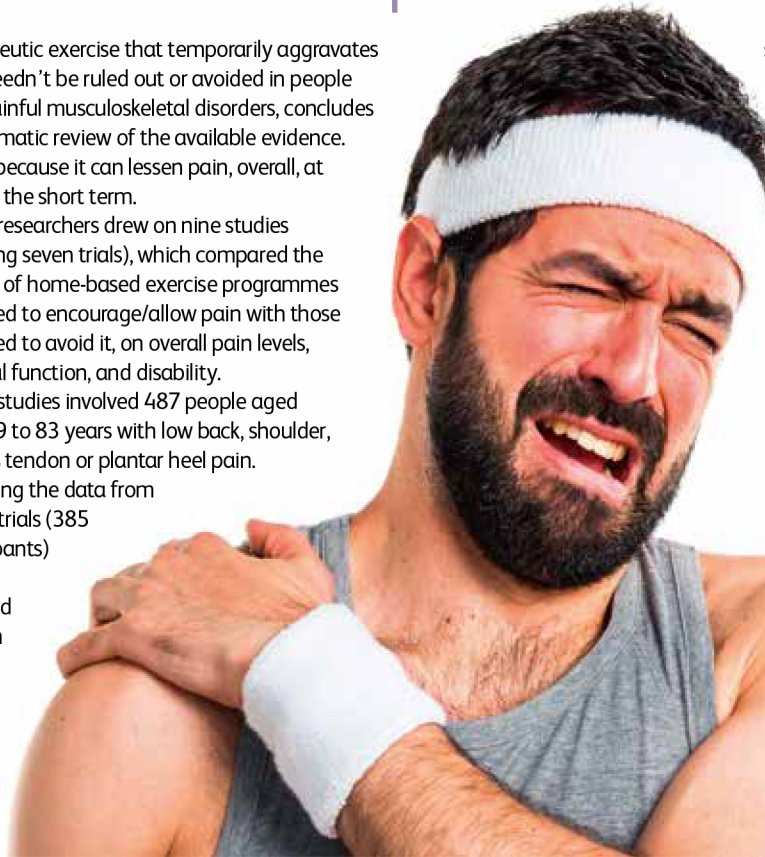 eutic exercise that temporarily aggravates
eedn't be ruled out or avoided in people
ainful musculoskeletal disorders, concludes
matic review of the available evidence.
because it can lessen pain, overall, at
the short term.
researchers drew on nine studies
ng seven trials), which compared the
of home-based exercise programmes
ed to encourage/allow pain with those
ed to avoid it, on overall pain levels,
l function, and disability.
studies involved 487 people aged
9 to 83 years with low back, shoulder,
s tendon or plantar heel pain.
ng the data from
trials (385
pants)
d
n